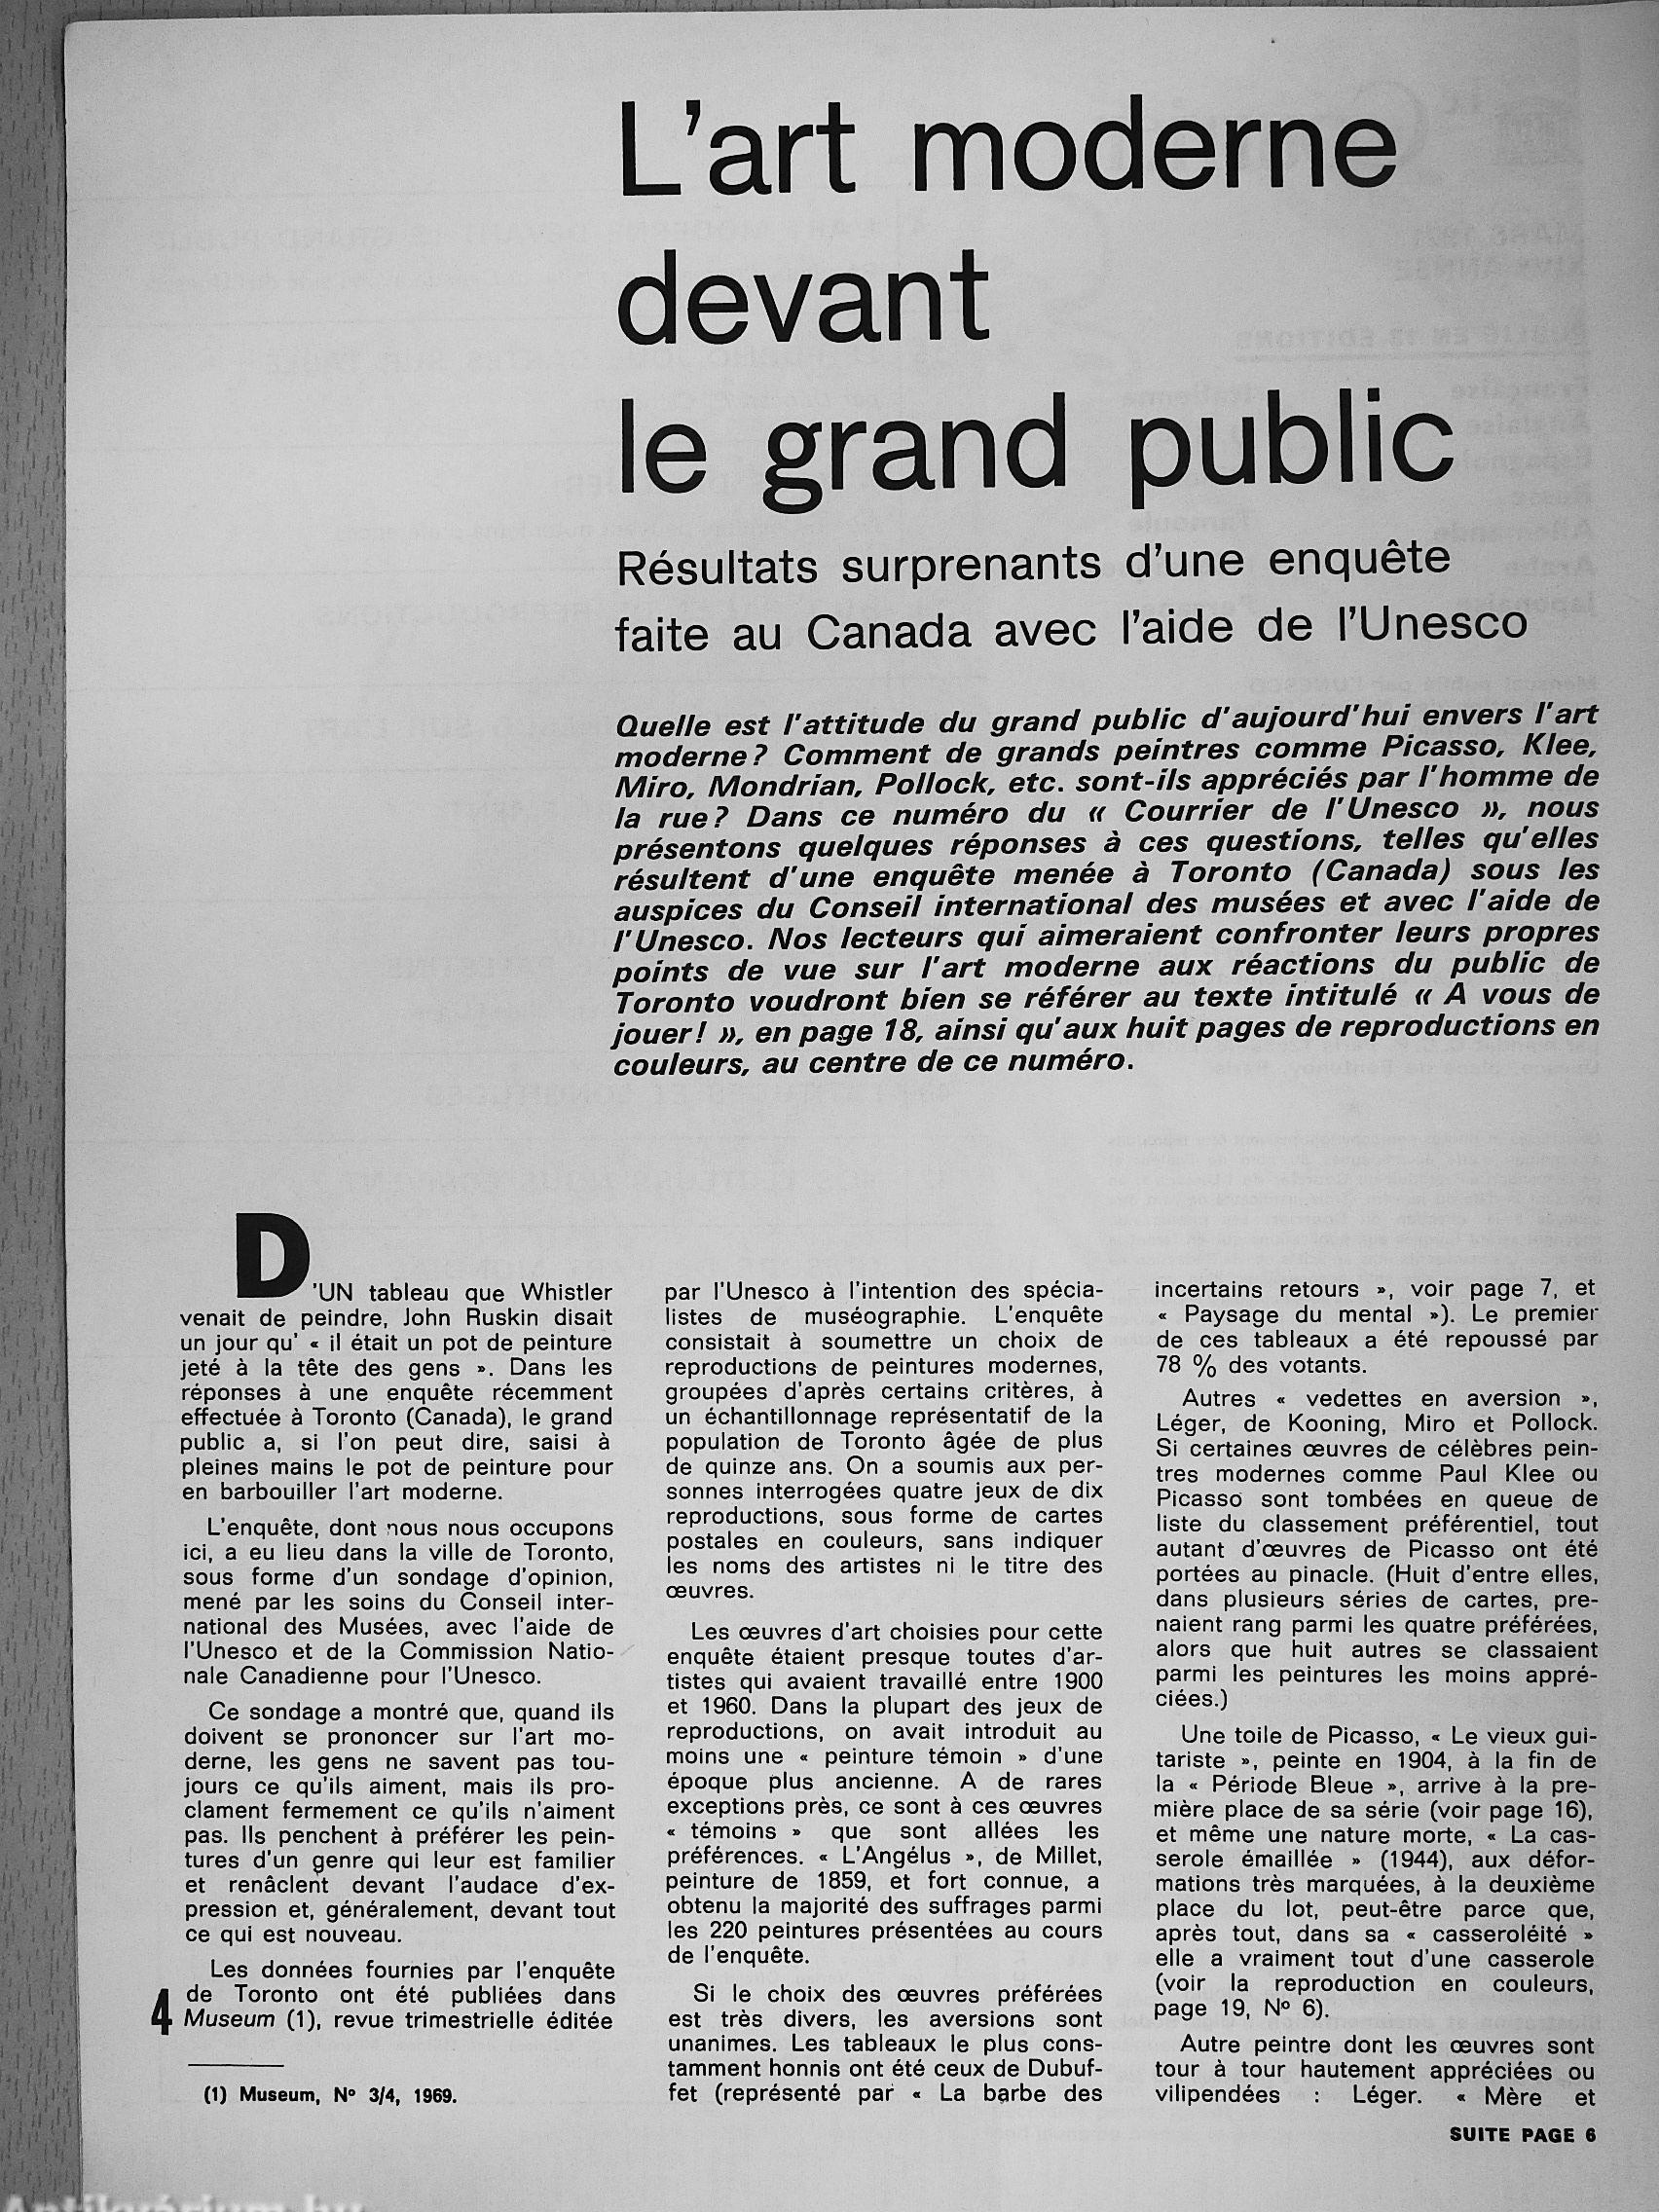 L'art moderne
devant
le grand public
Résultats surprenants d'une enquête
faite au Canada avec l'aide de l'Unesco
Quelle est l'attitude du grand public d'aujourd'hui envers l'art
moderne? Comment de grands peintres comme Picasso, Klee,
Miro, Mondrian, Pollock, etc. sont-ils appréciés par l'homme de
la rue? Dans ce numéro du « Courrier de l'Unesco », nous
présentons quelques réponses à ces questions, telles qu'elles
résultent d'une enquête menée à Toronto (Canada) sous les
auspices du Conseil international des musées et avec l'aide de
l'Unesco. Nos lecteurs qui aimeraient confronter leurs propres
points de vue sur l'art moderne aux réactions du public de
Toronto voudront bien se référer au texte intitulé « A vous de
jouer! », en page 18, ainsi qu'aux huit pages de reproductions en
couleurs, au centre de ce numéro.
D'UN tableau que Whistler
venait de peindre, John Ruskin disait
un jour qu' « il était un pot de peinture
jeté à la tête des gens ». Dans les
réponses à une enquête récemment
effectuée à Toronto (Canada), le grand
public a, si l'on peut dire, saisi à
pleines mains le pot de peinture pour
en barbouiller l'art moderne.
L'enquête, dont nous nous occupons
ici, a eu lieu dans la ville de Toronto,
sous forme d'un sondage d'opinion,
mené par les soins du Conseil inter-
national des Musées, avec l'aide de
l'Unesco et de la Commission Natio-
nale Canadienne pour l'Unesco.
Ce sondage a montré que, quand ils
doivent se prononcer sur l'art mo-
derne, les gens ne savent pas tou-
jours ce qu'ils aiment, mais ils pro-
clament fermement ce qu'ils n'aiment
pas. Ils penchent à préférer les pein-
tures d'un genre qui leur est familier
et renâclent devant l'audace d'ex-
pression et, généralement, devant tout
ce qui est nouveau.
Les données fournies par l'enquête
de Toronto ont été publiées dans
Museum (1), revue trimestrielle éditée
4
(1) Museum, Nº 3/4, 1969.
par l'Unesco à l'intention des spécia-
listes de muséographie. L'enquête
consistait à soumettre un choix de
reproductions de peintures modernes,
groupées d'après certains critères, à
un échantillonnage représentatif de la
population de Toronto âgée de plus
de quinze ans. On a soumis aux per-
sonnes interrogées quatre jeux de dix
reproductions, sous forme de cartes
postales en couleurs, sans indiquer
les noms des artistes ni le titre des
œuvres.
Les œuvres d'art choisies pour cette
enquête étaient presque toutes d'ar-
tistes qui avaient travaillé entre 1900
et 1960. Dans la plupart des jeux de
reproductions, on avait introduit au
moins une « peinture témoin » d'une
époque plus ancienne. A de rares
exceptions près, ce sont à ces œuvres
« témoins » que sont allées les
préférences. « L'Angélus », de Millet,
peinture de 1859, et fort connue, a
obtenu la majorité des suffrages parmi
les 220 peintures présentées au cours
de l'enquête.
Si le choix des œuvres préférées
est très divers, les aversions sont
unanimes. Les tableaux le plus cons-
tamment honnis ont été ceux de Dubuf-
fet (représenté par « La barbe des
incertains retours », voir page 7, et
« Paysage du mental »). Le premier
de ces tableaux a été repoussé par
78 % des votants.
Autres « vedettes en aversion »,
Léger, de Kooning, Miro et Pollock.
Si certaines œuvres de célèbres pein-
tres modernes comme Paul Klee ou
Picasso sont tombées en queue de
liste du classement préférentiel, tout
autant d'œuvres de Picasso ont été
portées au pinacle. (Huit d'entre elles,
dans plusieurs séries de cartes, pre-
naient rang parmi les quatre préférées,
alors que huit autres se classaient
parmi les peintures les moins appré-
ciées.)
Une toile de Picasso, « Le vieux gui-
tariste », peinte en 1904, à la fin de
la « Période Bleue », arrive à la pre-
mière place de sa série (voir page 16),
et même une nature morte, « La cas-
serole émaillée » (1944), aux défor-
mations très marquées, à la deuxième
place du lot, peut-être parce que,
après tout, dans sa « casseroléité »
elle a vraiment tout d'une casserole
(voir la reproduction en couleurs,
page 19, Nº 6).
Autre peintre dont les œuvres sont
tour à tour hautement appréciées ou
vilipendées : Léger. « Mère et
SUITE PAGE 6